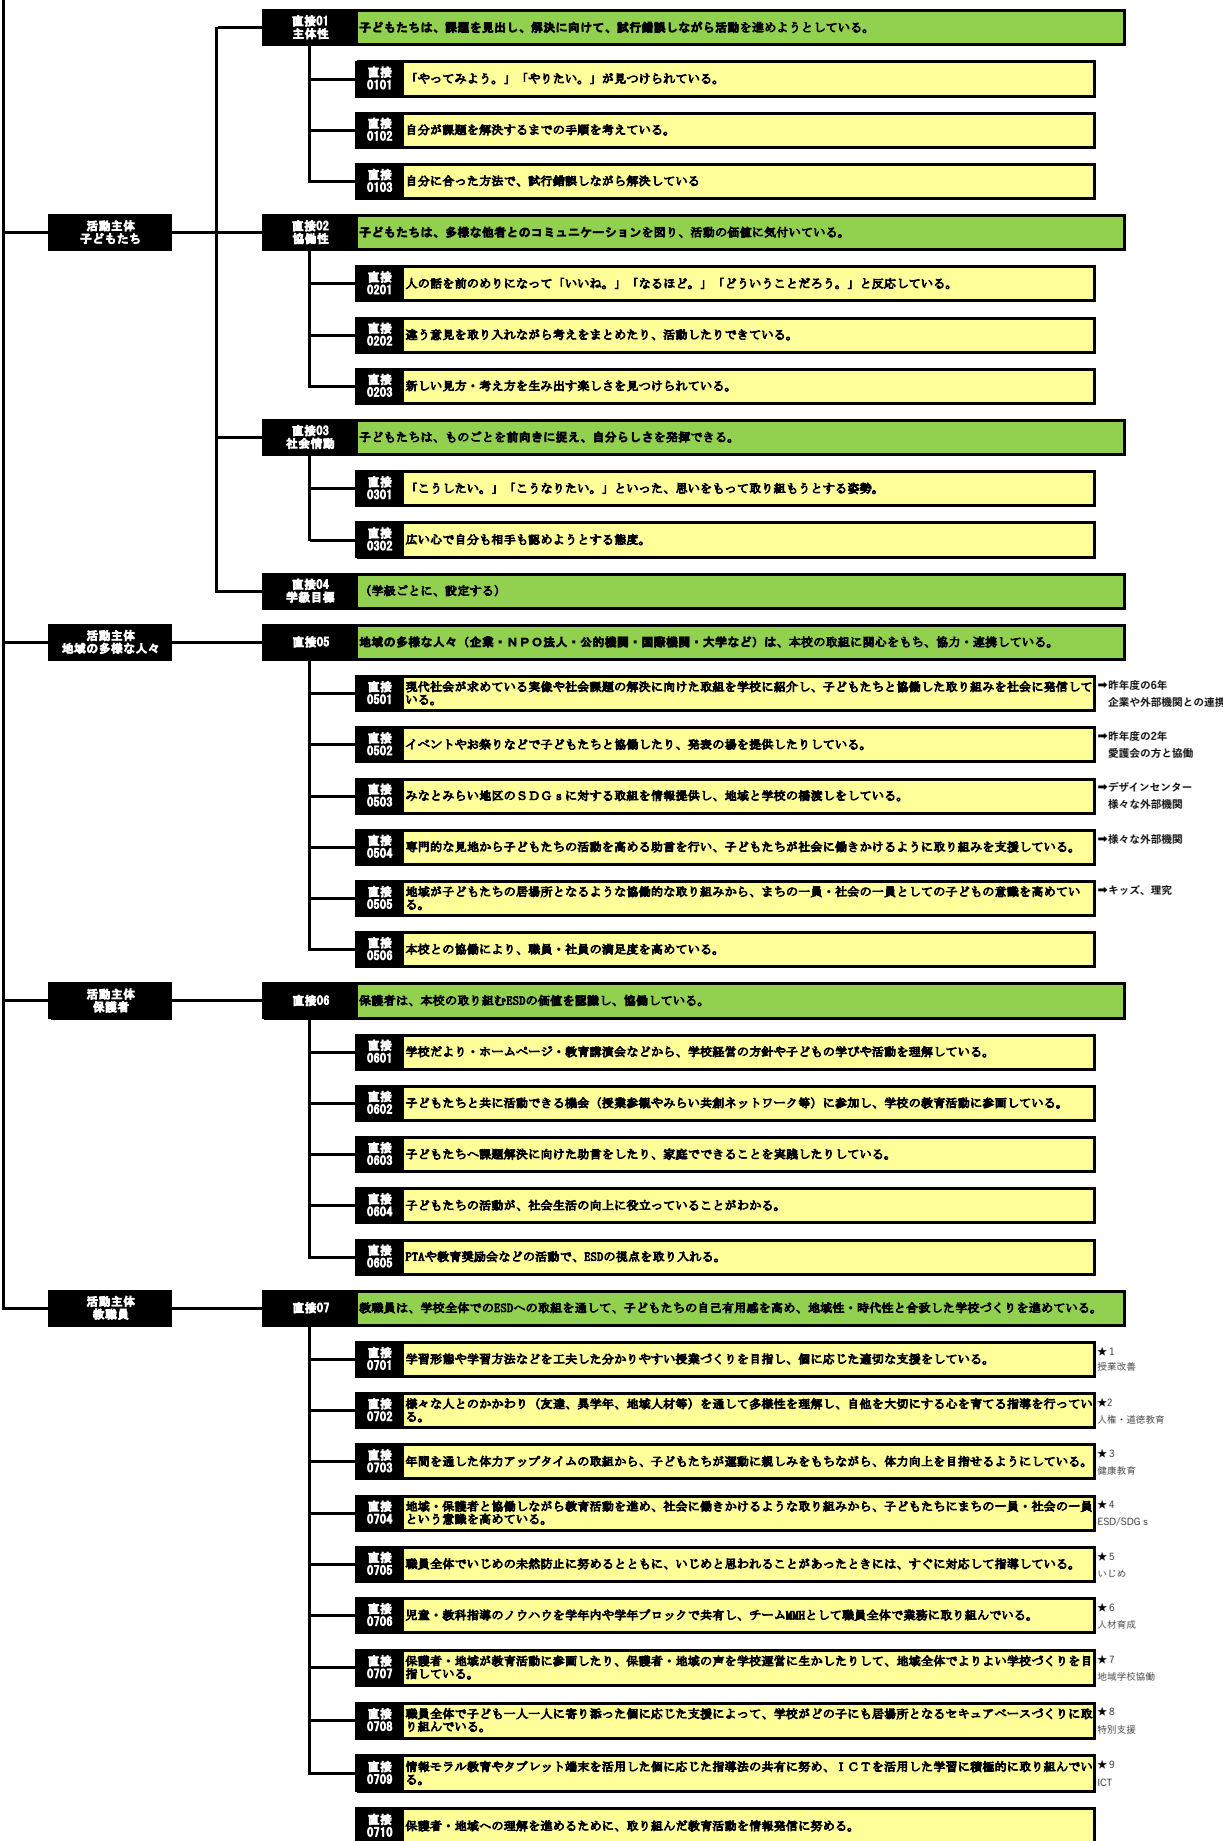 直接01
主体性
子どもたちは、課題を見出し、解決に向けて、試行錯誤しながら活動を進めようとしている。
直接
0101
「やってみよう。」「やりたい。」が見つけられている。
直接
0102
自分が課題を解決するまでの手順を考えている。
直接
0103
自分に合った方法で、試行錯誤しながら解決している
活動主体
子どもたち
直接02
協働性
子どもたちは、多様な他者とのコミュニケーションを図り、活動の価値に気付いている。
直接
0201
人の話を前のめりになって「いいね。」「なるほど。」「どういうことだろう。」と反応している。
直接
0202
違う意見を取り入れながら考えをまとめたり、活動したりできている。
直接
0203
新しい見方・考え方を生み出す楽しさを見つけられている。
直接03
社会情動
子どもたちは、ものごとを前向きに捉え、自分らしさを発揮できる。
直接
0301
「こうしたい。」「こうなりたい。」といった、思いをもって取り組もうとする姿勢。
直接
0302
広い心で自分も相手も認めようとする態度。
直接04
学級目標
（学級ごとに、設定する）
活動主体
地域の多様な人々
直接05
地域の多様な人々（企業・ＮＰＯ法人・公的機関・国際機関・大学など）は、本校の取組に関心をもち、協力・連携している。
直接
0501
現代社会が求めている実像や社会課題の解決に向けた取組を学校に紹介し、子どもたちと協働した取り組みを社会に発信して
いる。
➡昨年度の6年
企業や外部機関との連携
直接
0502
イベントやお祭りなどで子どもたちと協働したり、発表の場を提供したりしている。
➡昨年度の2年
愛護会の方と協働
直接
0503
みなとみらい地区のＳＤＧｓに対する取組を情報提供し、地域と学校の橋渡しをしている。
➡デザインセンター
様々な外部機関
直接
0504
専門的な見地から子どもたちの活動を高める助言を行い、子どもたちが社会に働きかけるように取り組みを支援している。
➡様々な外部機関
直接
0505
地域が子どもたちの居場所となるような協働的な取り組みから、まちの一員・社会の一員としての子どもの意識を高めてい
る。
➡キッズ、理究
直接
0506
本校との協働により、職員・社員の満足度を高めている。
活動主体
保護者
直接06
保護者は、本校の取り組むESDの価値を認識し、協働している。
直接
0601
学校だより・ホームページ・教育講演会などから、学校経営の方針や子どもの学びや活動を理解している。
直接
0602
子どもたちと共に活動できる機会（授業参観やみらい共創ネットワーク等）に参加し、学校の教育活動に参画している。
直接
0603
子どもたちへ課題解決に向けた助言をしたり、家庭でできることを実践したりしている。
直接
0604
子どもたちの活動が、社会生活の向上に役立っていることがわかる。
直接
0605
PTAや教育奨励会などの活動で、ESDの視点を取り入れる。
活動主体
教職員
直接07
教職員は、学校全体でのESDへの取組を通して、子どもたちの自己有用感を高め、地域性・時代性と合致した学校づくりを進めている。
直接
0701
学習形態や学習方法などを工夫した分かりやすい授業づくりを目指し、個に応じた適切な支援をしている。
★1
授業改善
直接
0702
様々な人とのかかわり（友達、異学年、地域人材等）を通して多様性を理解し、自他を大切にする心を育てる指導を行ってい
る。
★2
人権・道徳教育
直接
0703
年間を通した体力アップタイムの取組から、子どもたちが運動に親しみをもちながら、体力向上を目指せるようにしている。
★3
健康教育
直接
0704
地域・保護者と協働しながら教育活動を進め、社会に働きかけるような取り組みから、子どもたちにまちの一員・社会の一員
という意識を高めている。
★4
ESD/SDGｓ
直接
0705
職員全体でいじめの未然防止に努めるとともに、いじめと思われることがあったときには、すぐに対応して指導している。
★5
いじめ
直接
0706
児童・教科指導のノウハウを学年内や学年ブロックで共有し、チームMMHとして職員全体で業務に取り組んでいる。
★6
人材育成
直接
0707
保護者・地域が教育活動に参画したり、保護者・地域の声を学校運営に生かしたりして、地域全体でよりよい学校づくりを目
指している。
★7
地域学校協働
直接
0708
職員全体で子ども一人一人に寄り添った個に応じた支援によって、学校がどの子にも居場所となるセキュアベースづくりに取
り組んでいる。
★8
特別支援
直接
0709
情報モラル教育やタブレット端末を活用した個に応じた指導法の共有に努め、ＩＣＴを活用した学習に積極的に取り組んでい
る。
★9
ICT
直接
0710
保護者・地域への理解を進めるために、取り組んだ教育活動を情報発信に努める。